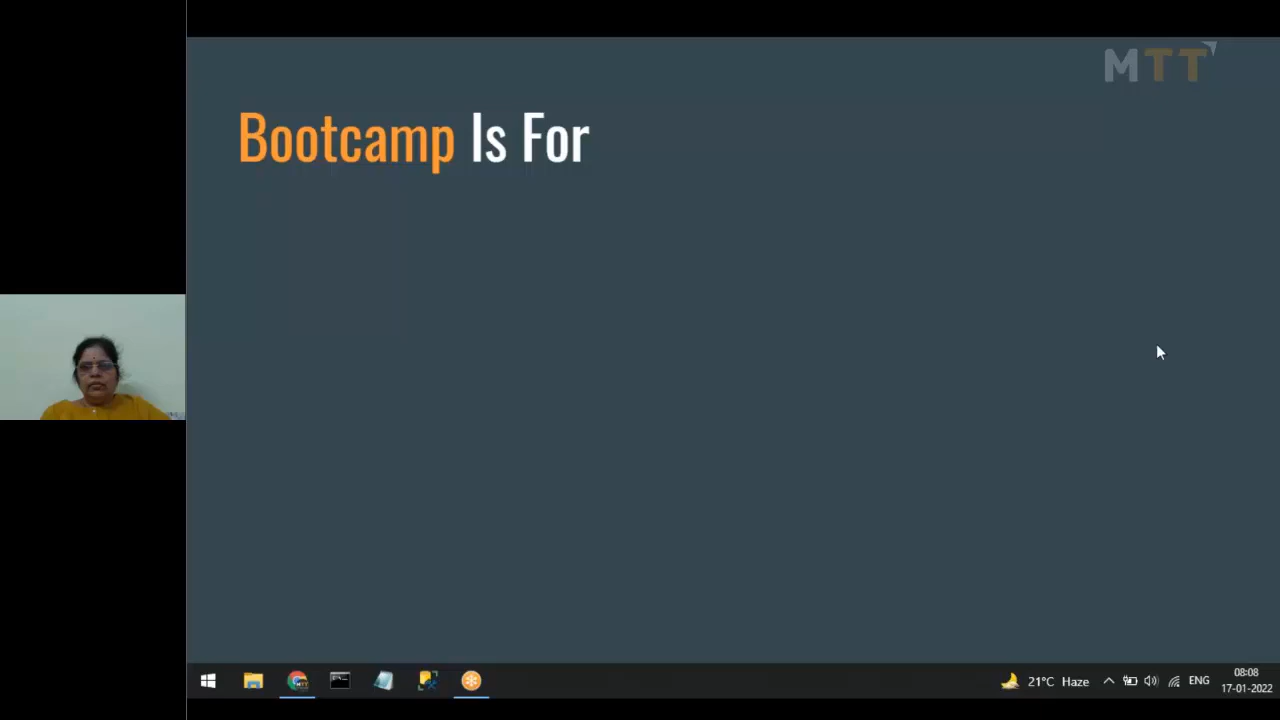 MTT
Bootcamp Is For
21°C Haze
ENG
08:08
17-01-2022